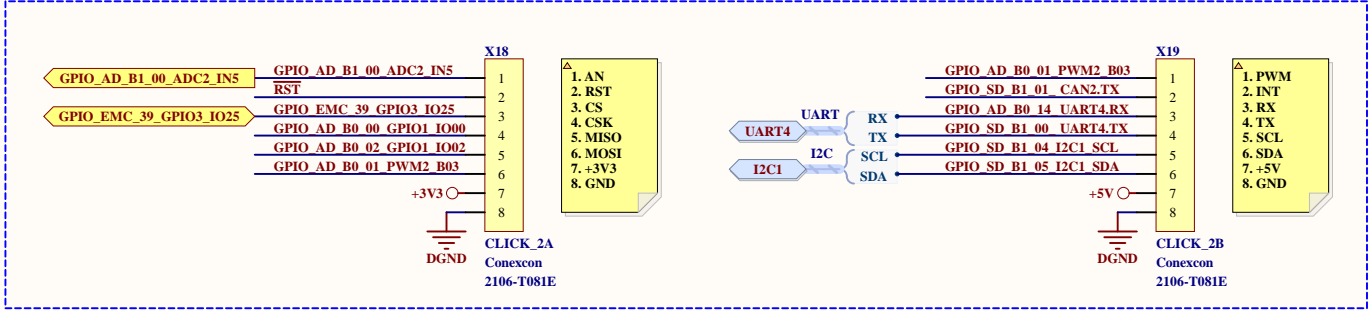 X18
GPIO_AD_B1_00_ADC2_IN5 GPIO_AD_B1_00_ADC2_IN5 1
RST 2
GPIO_EMC_39_GPIO3_IO25 GPIO_EMC_39_GPIO3_IO25 3
GPIO_AD_B0_00_GPIO1_IO00 4
GPIO_AD_B0_02_GPIO1_IO02 5
GPIO_AD_B0_01_PWM2_B03 6
+3V3 7
8
DGND
CLICK_2A
Conexcon
2106-T081E
1. AN
2. RST
3. CS
4. CSK
5. MISO
6. MOSI
7. +3V3
8. GND
X19
GPIO_AD_B0_01_PWM2_B03 1
GPIO_SD_B1_01_ CAN2.TX 2
UART RX GPIO_AD_B0_14_UART4.RX 3
UART4 TX GPIO_SD_B1_00_ UART4.TX 4
I2C SCL GPIO_SD_B1_04_I2C1_SCL 5
I2C1 SDA GPIO_SD_B1_05_I2C1_SDA 6
+5V 7
8
DGND
CLICK_2B
Conexcon
2106-T081E
1. PWM
2. INT
3. RX
4. TX
5. SCL
6. SDA
7. +5V
8. GND